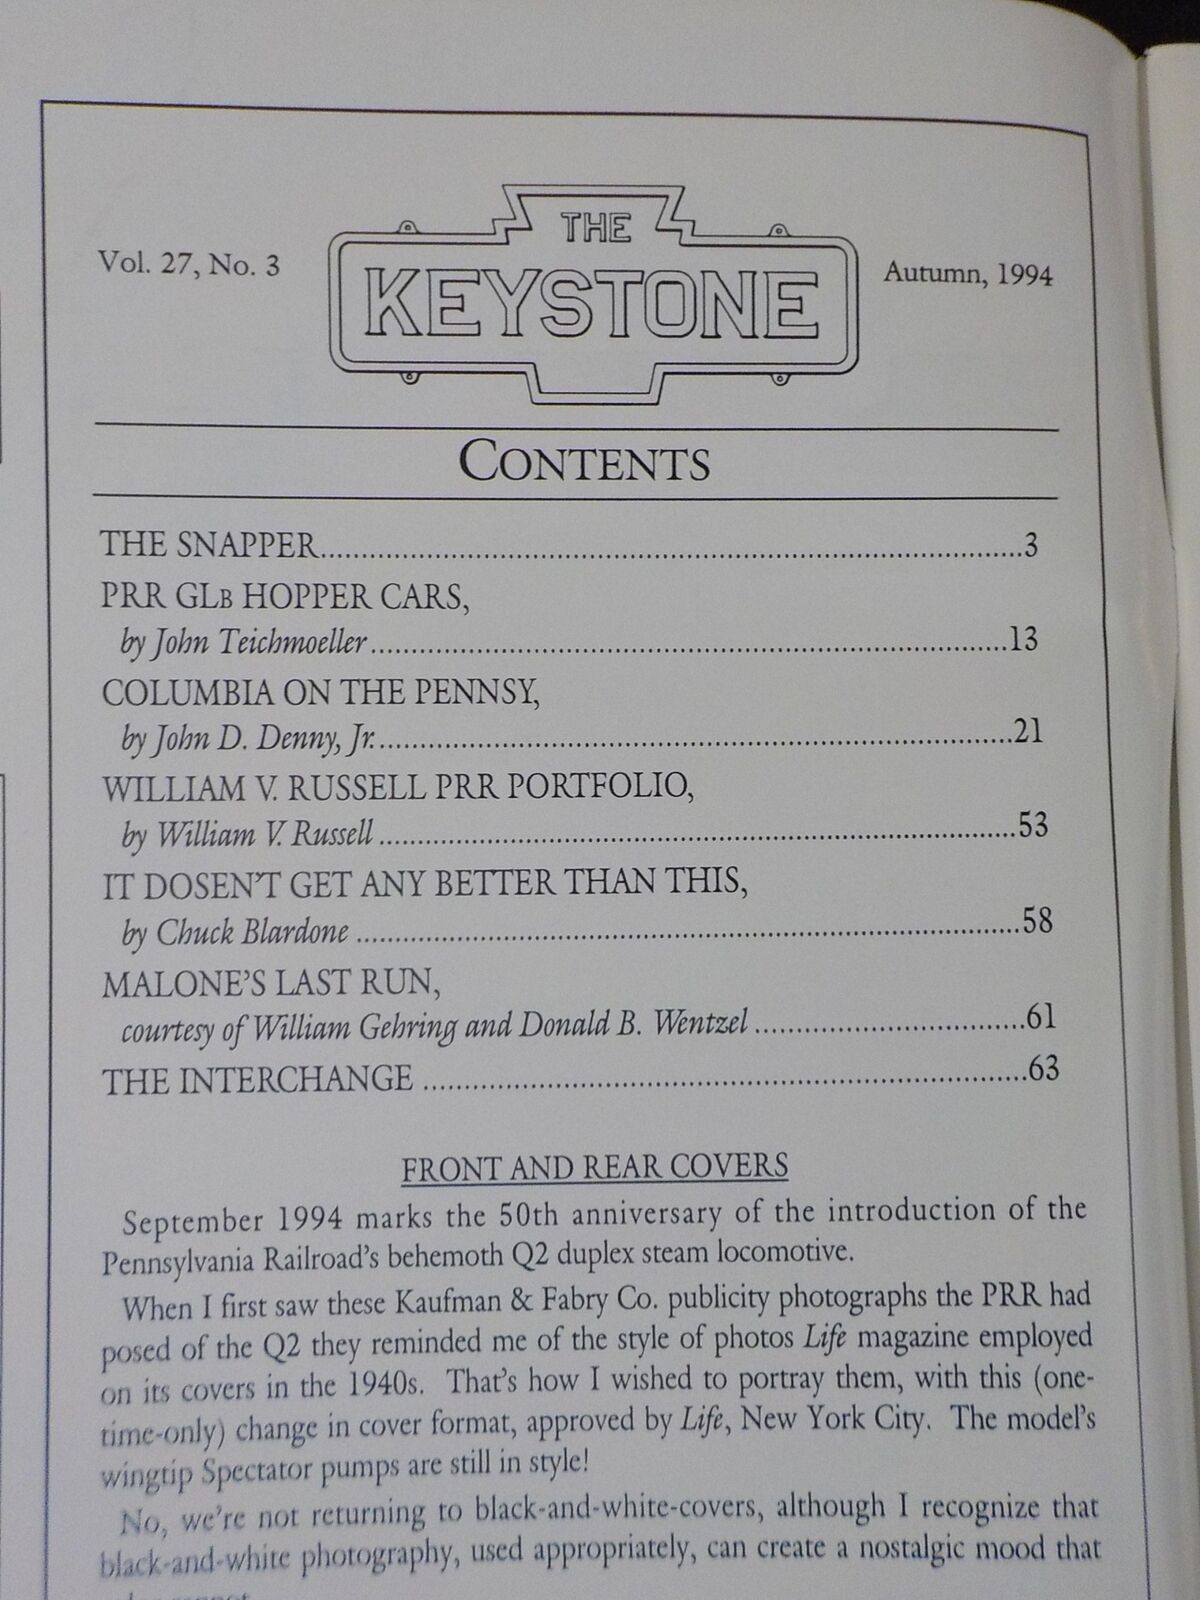 Vol. 27, No. 3
THE
KEYSTONE
Autumn, 1994
CONTENTS
THE SNAPPER....................3
PRR GLB HOPPER CARS,
by John Teichmoeller....................13
COLUMBIA ON THE PENNSY,
by John D. Denny, Jr....................21
WILLIAM V. RUSSELL PRR PORTFOLIO,
by William V. Russell....................53
IT DOSEN'T GET ANY BETTER THAN THIS,
by Chuck Blardone....................58
MALONE'S LAST RUN,
courtesy of William Gehring and Donald B. Wentzel....................61
THE INTERCHANGE....................63
FRONT AND REAR COVERS
September 1994 marks the 50th anniversary of the introduction of the
Pennsylvania Railroad's behemoth Q2 duplex steam locomotive.
When I first saw these Kaufman & Fabry Co. publicity photographs the PRR had
posed of the Q2 they reminded me of the style of photos Life magazine employed
on its covers in the 1940s. That's how I wished to portray them, with this (one-
time-only) change in cover format, approved by Life, New York City. The model's
wingtip Spectator pumps are still in style!
No, we're not returning to black-and-white-covers, although I recognize that
black-and-white photography, used appropriately, can create a nostalgic mood that